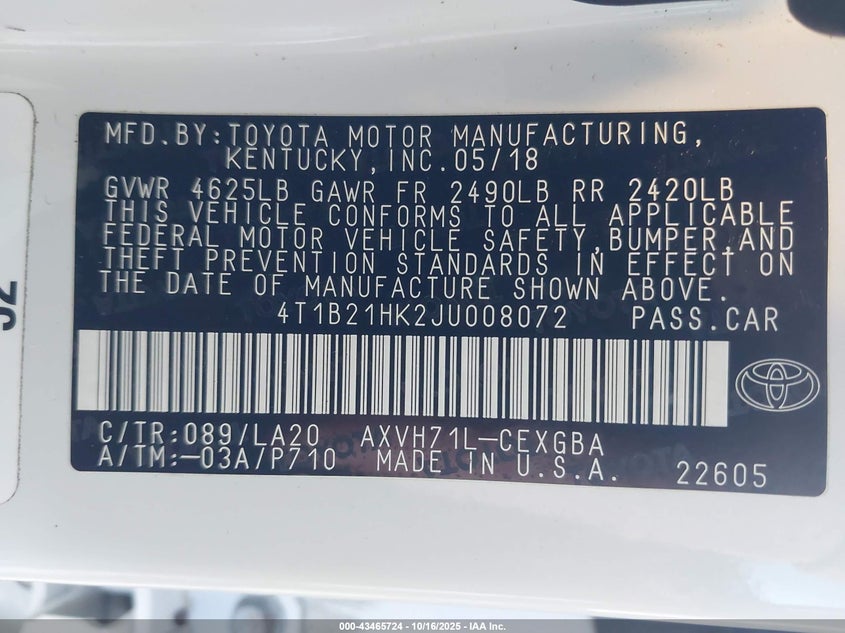 MFD.BY:TOYOTA MOTOR MANUFACTURING,
KENTUCKY,INC.05/18
GVWR 4625LB GAWR FR 2490LB RR 2420LB
THIS VEHICLE CONFORMS TO ALL APPLICABLE
FEDERAL MOTOR VEHICLE SAFETY,BUMPER,AND
THEFT PREVENTION STANDARDS IN EFFECT ON
THE DATE OF MANUFACTURE SHOWN ABOVE.
4T1B21HK2JU008072 PASS.CAR
C/TR:089/LA20 AXVH71L-CEXGBA
A/TM:-03A/P710 MADE IN U.S.A. 22605
000-43465724 - 10/16/2025 - IAA Inc.